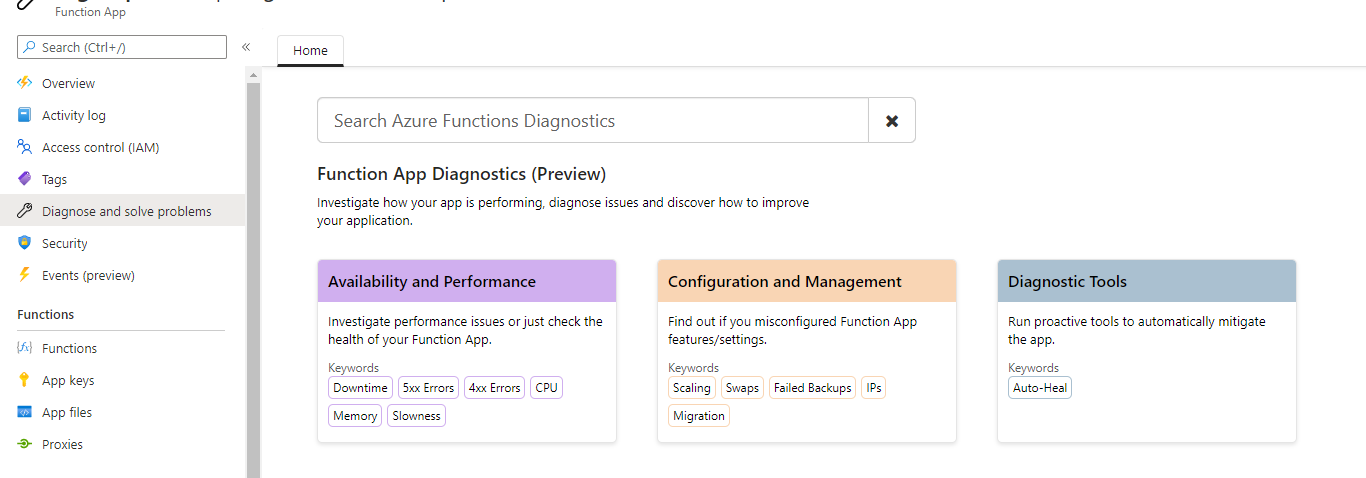 Function App
Search (Ctrl+/)
«
Home
Overview
Activity log
Access control (IAM)
Tags
Diagnose and solve problems
Security
Events (preview)
Functions
Functions
App keys
App files
Proxies
Search Azure Functions Diagnostics
Function App Diagnostics (Preview)
Investigate how your app is performing, diagnose issues and discover how to improve
your application.
Availability and Performance
Investigate performance issues or just check the
health of your Function App.
Keywords
Downtime 5xx Errors 4xx Errors CPU
Memory Slowness
Configuration and Management
Find out if you misconfigured Function App
features/settings.
Keywords
Scaling Swaps Failed Backups IPs
Migration
Diagnostic Tools
Run proactive tools to automatically mitigate
the app.
Keywords
Auto-Heal